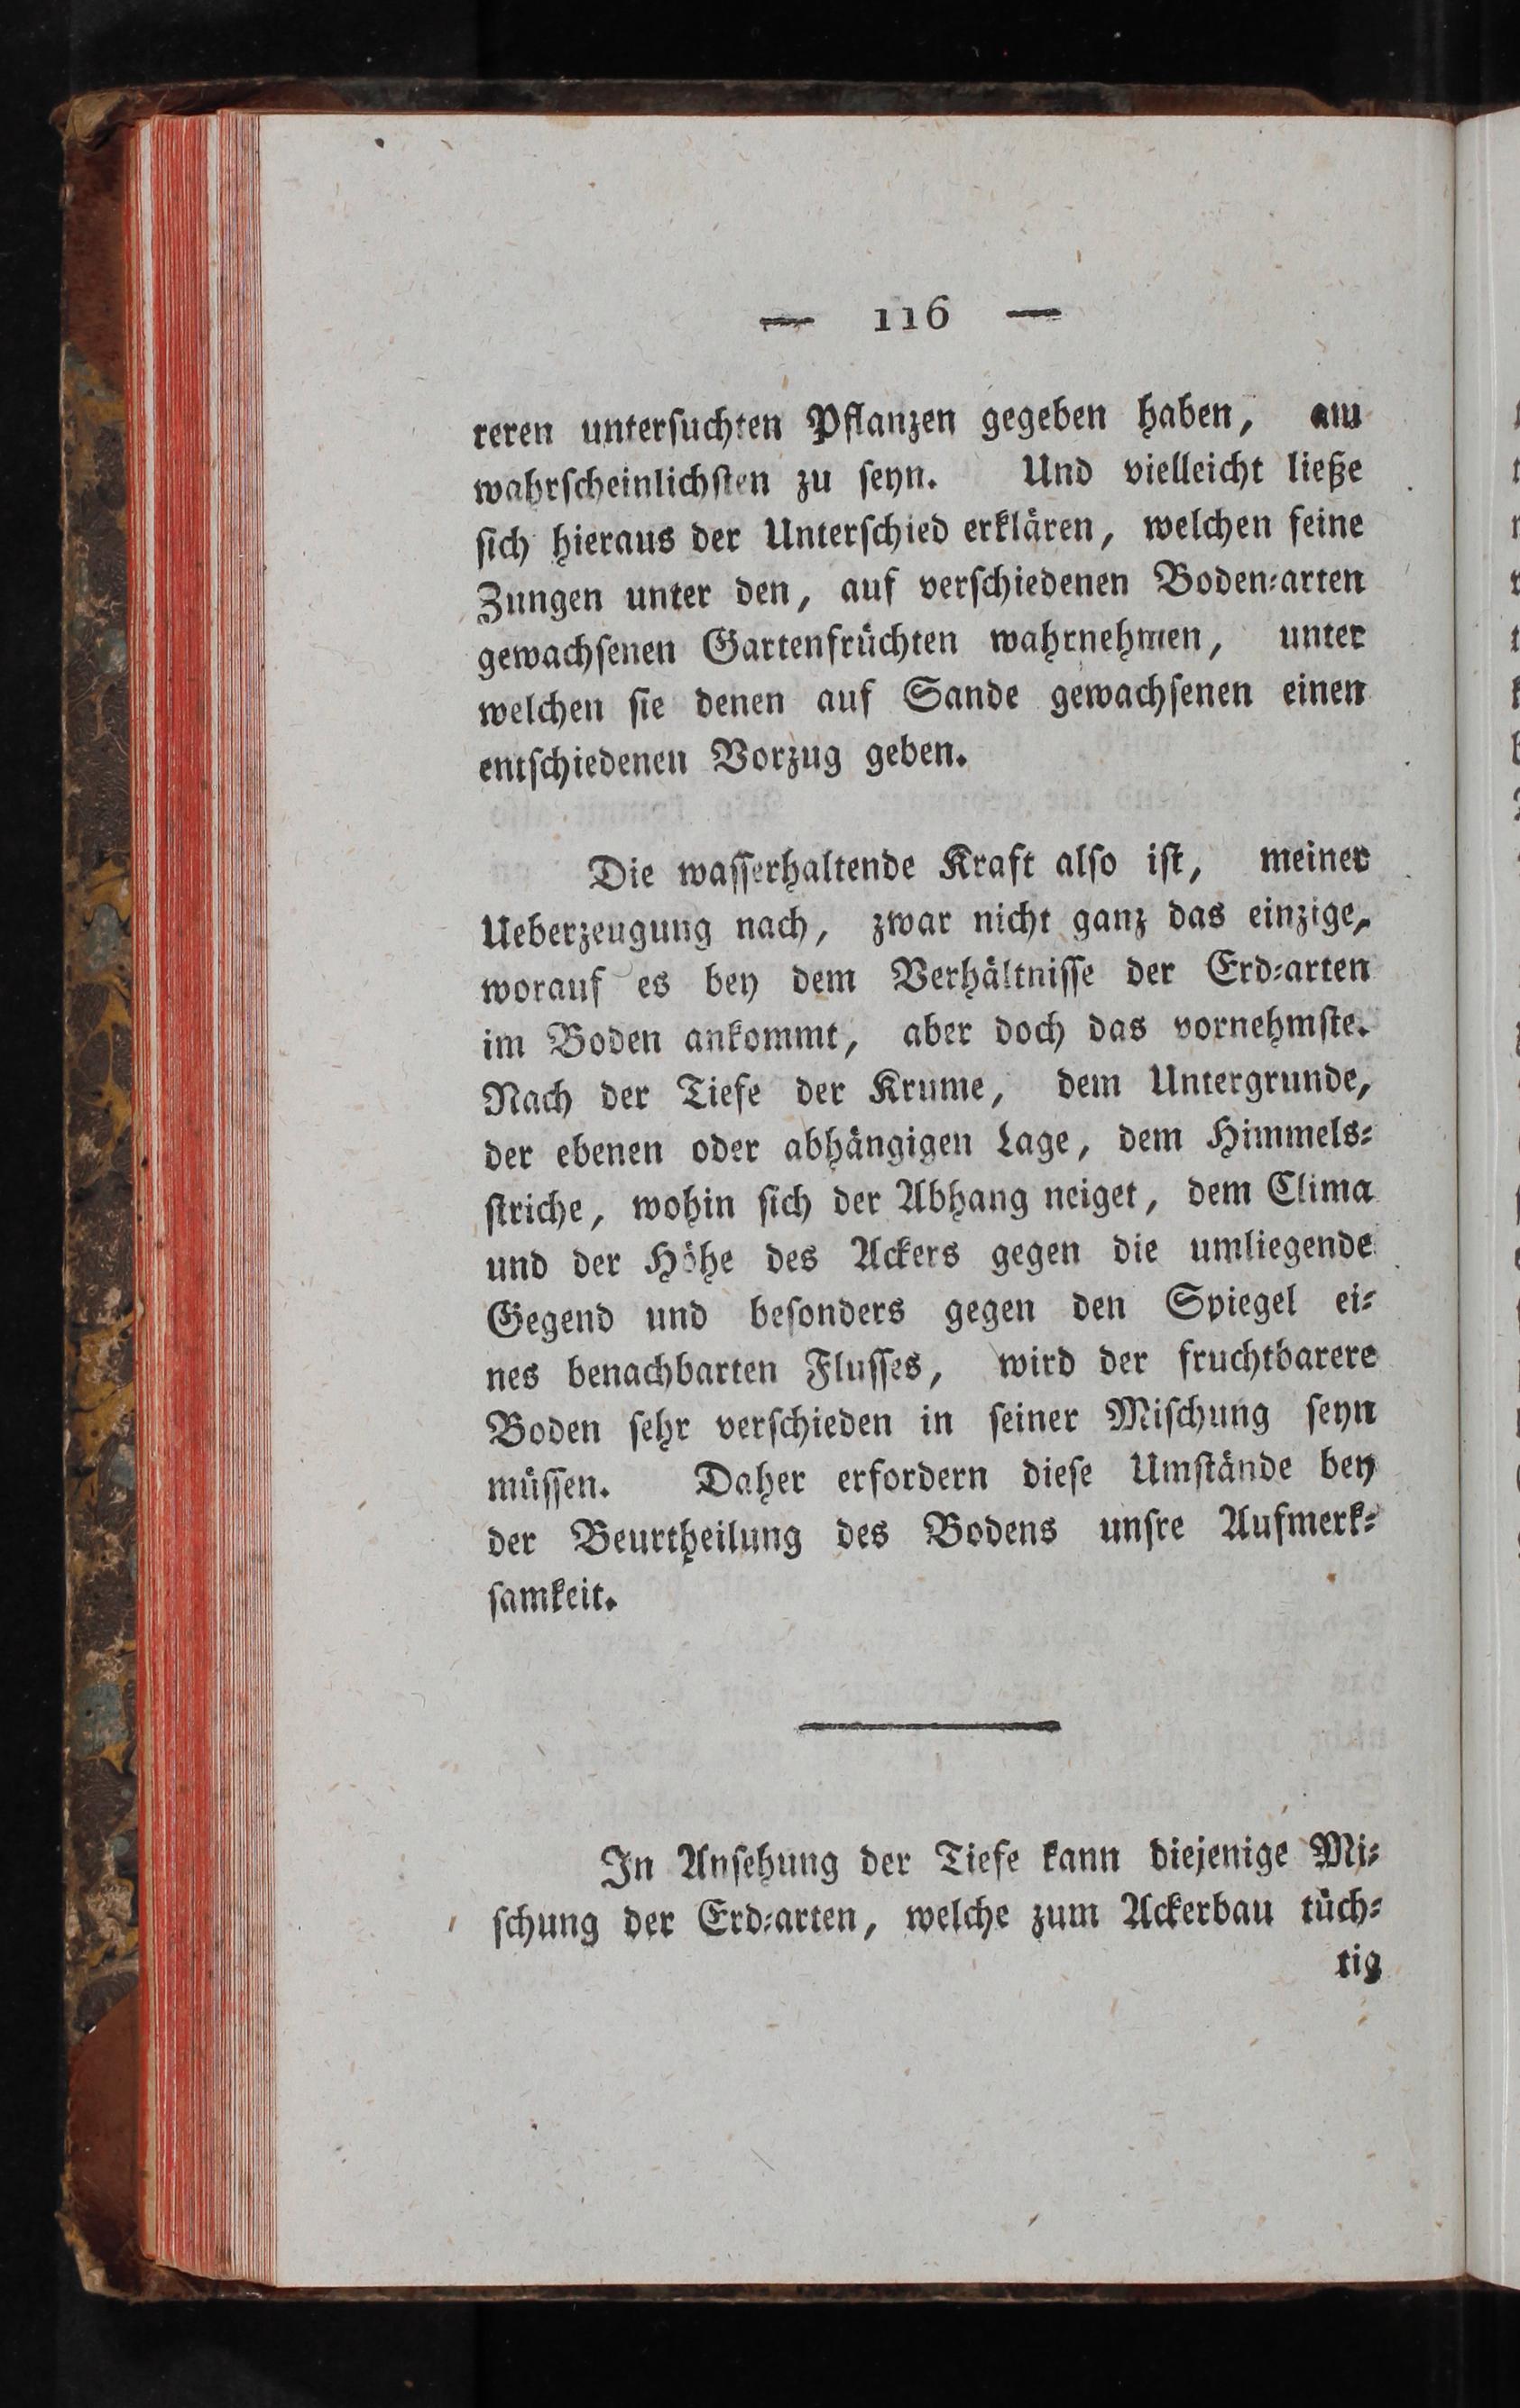 — 116 —
reren unterſuchten Pflanzen gegeben haben, am
wahrſcheinlichſten zu ſeyn. Und vielleicht ließe
ſich hieraus der Unterſchied erklären, welchen feine
Zungen unter den, auf verſchiedenen Boden⸗arten
gewachſenen Gartenfrüchten wahrnehmen, unter
welchen ſie denen auf Sande gewachſenen einen
entſchiedenen Vorzug geben.
Die waſſerhaltende Kraft alſo iſt, meiner
Ueberzeugung nach, zwar nicht ganz das einzige,
worauf es bey dem Verhältniſſe der Erd⸗arten
im Boden ankommt, aber doch das vornehmſte.
Nach der Tiefe der Krume, dem Untergrunde,
der ebenen oder abhängigen Lage, dem Himmels⸗
ſtriche, wohin ſich der Abhang neiget, dem Clima
und der Höhe des Ackers gegen die umliegende
Gegend und beſonders gegen den Spiegel ei⸗
nes benachbarten Fluſſes, wird der fruchtbarere
Boden ſehr verſchieden in ſeiner Miſchung ſeyn
müſſen. Daher erfordern dieſe Umſtände bey
der Beurtheilung des Bodens unſre Aufmerk⸗
ſamkeit.
In Anſehung der Tiefe kann diejenige Mi⸗
ſchung der Erd⸗arten, welche zum Ackerbau tüch⸗
tig